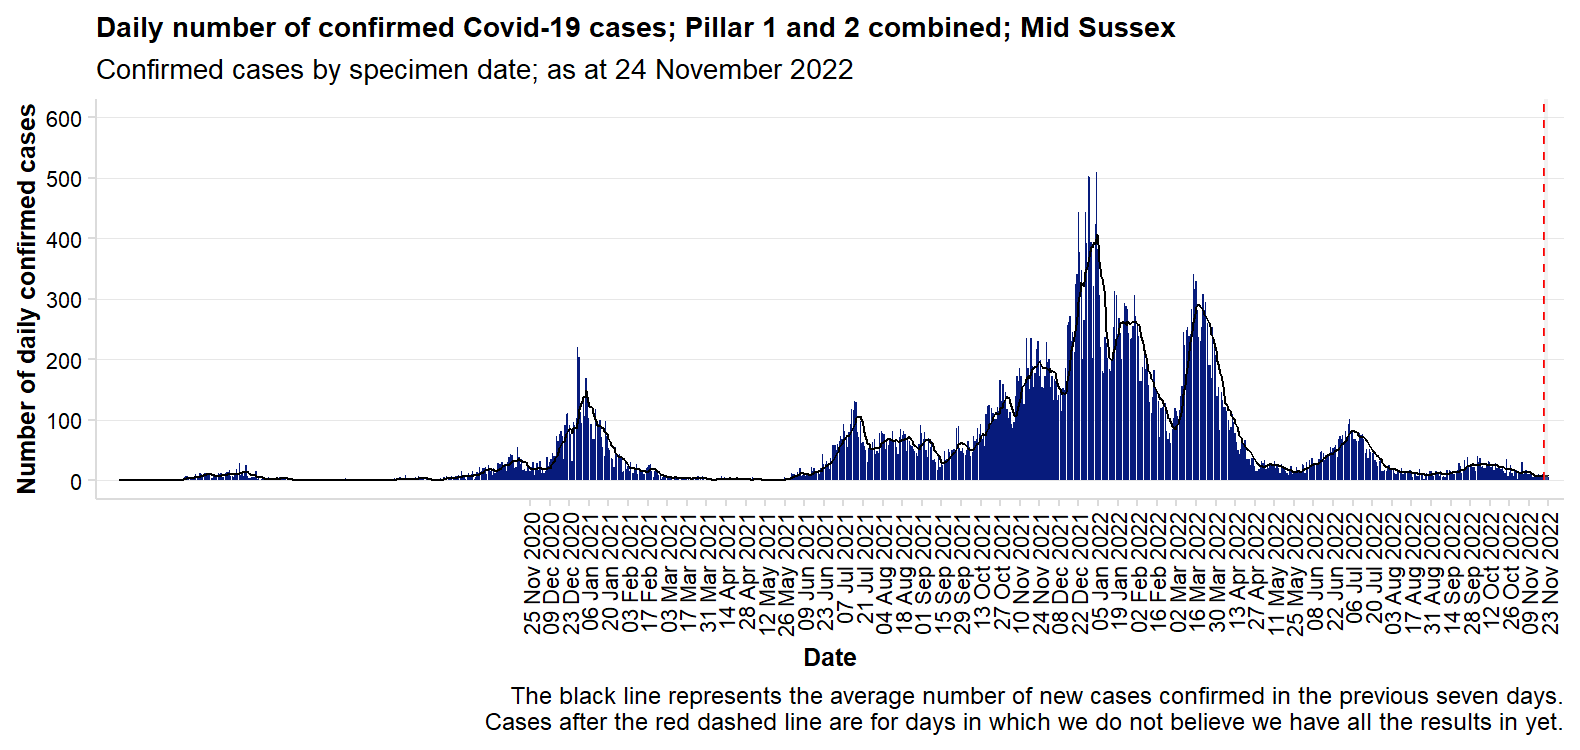 Daily number of confirmed Covid-19 cases; Pillar 1 and 2 combined; Mid Sussex
Confirmed cases by specimen date; as at 24 November 2022
Number of daily confirmed cases
600
500
400
300
200
100
0
25 Nov 2020
09 Dec 2020
23 Dec 2020
06 Jan 2021
20 Jan 2021
03 Feb 2021
17 Feb 2021
03 Mar 2021
17 Mar 2021
31 Mar 2021
14 Apr 2021
28 Apr 2021
12 May 2021
26 May 2021
09 Jun 2021
23 Jun 2021
07 Jul 2021
21 Jul 2021
04 Aug 2021
18 Aug 2021
01 Sep 2021
15 Sep 2021
29 Sep 2021
13 Oct 2021
27 Oct 2021
10 Nov 2021
24 Nov 2021
08 Dec 2021
22 Dec 2021
05 Jan 2022
19 Jan 2022
02 Feb 2022
16 Feb 2022
02 Mar 2022
16 Mar 2022
30 Mar 2022
13 Apr 2022
27 Apr 2022
11 May 2022
25 May 2022
08 Jun 2022
22 Jun 2022
06 Jul 2022
20 Jul 2022
03 Aug 2022
17 Aug 2022
31 Aug 2022
14 Sep 2022
28 Sep 2022
12 Oct 2022
26 Oct 2022
09 Nov 2022
23 Nov 2022
Date
The black line represents the average number of new cases confirmed in the previous seven days.
Cases after the red dashed line are for days in which we do not believe we have all the results in yet.